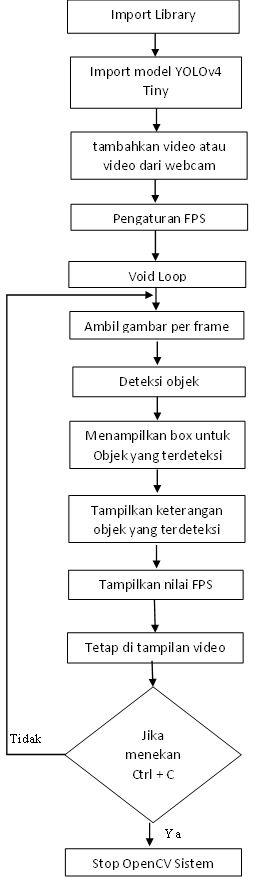 Import Library
Import model YOLOv4
Tiny
tambahkan video atau
video dari webcam
Pengaturan FPS
Void Loop
Ambil gambar per frame
Deteksi objek
Menampilkan box untuk
Objek yang terdeteksi
Tampilkan keterangan
objek yang terdeteksi
Tampilkan nilai FPS
Tetap di tampilan video
Jika
menekan
Ctrl + C
Tidak
Ya
Stop OpenCV Sistem